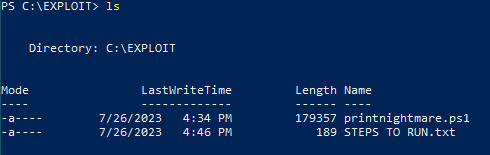 PS C:\EXPLOIT> ls
Directory: C:\EXPLOIT
Mode LastWriteTime Length Name
---- ------------- ------ ----
-a---- 7/26/2023 4:34 PM 179357 printnightmare.ps1
-a---- 7/26/2023 4:46 PM 189 STEPS TO RUN.txt